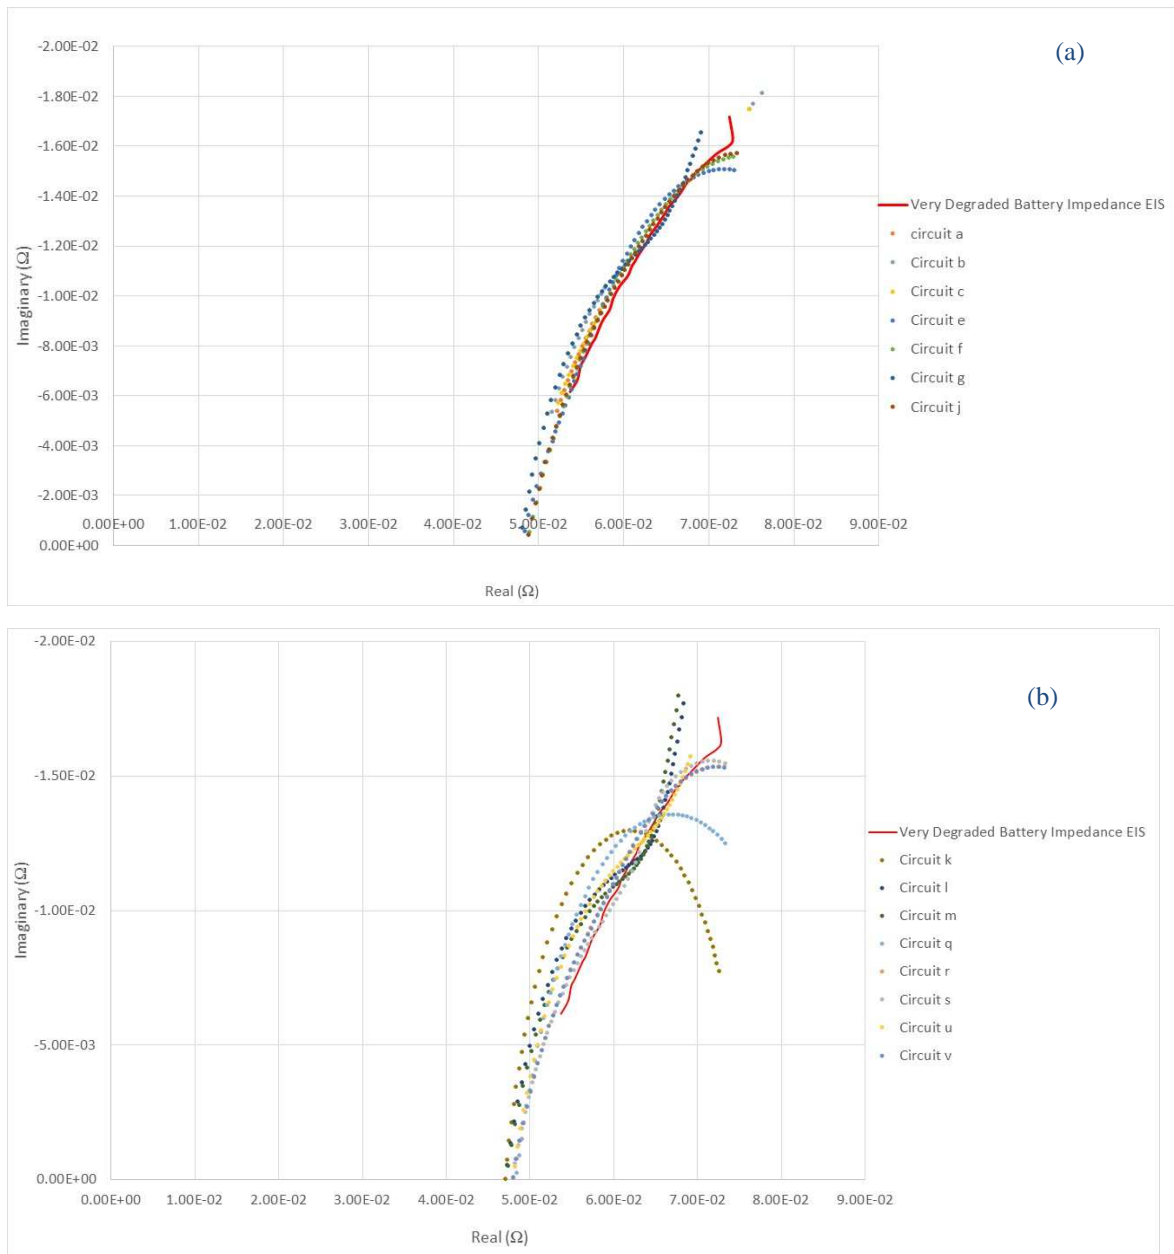 (a)
-2.00E-02
-1.80E-02
-1.60E-02
-1.40E-02
-1.20E-02
-1.00E-02
-8.00E-03
-6.00E-03
-4.00E-03
-2.00E-03
0.00E+00
Imaginary (Ω)
0.00E+00 1.00E-02 2.00E-02 3.00E-02 4.00E-02 5.00E-02 6.00E-02 7.00E-02 8.00E-02 9.00E-02
Real (Ω)
Very Degraded Battery Impedance EIS
circuit a
Circuit b
Circuit c
Circuit e
Circuit f
Circuit g
Circuit j
(b)
-2.00E-02
-1.50E-02
-1.00E-02
-5.00E-03
0.00E+00
Imaginary (Ω)
0.00E+00 1.00E-02 2.00E-02 3.00E-02 4.00E-02 5.00E-02 6.00E-02 7.00E-02 8.00E-02 9.00E-02
Real (Ω)
Very Degraded Battery Impedance EIS
Circuit k
Circuit l
Circuit m
Circuit q
Circuit r
Circuit s
Circuit u
Circuit v